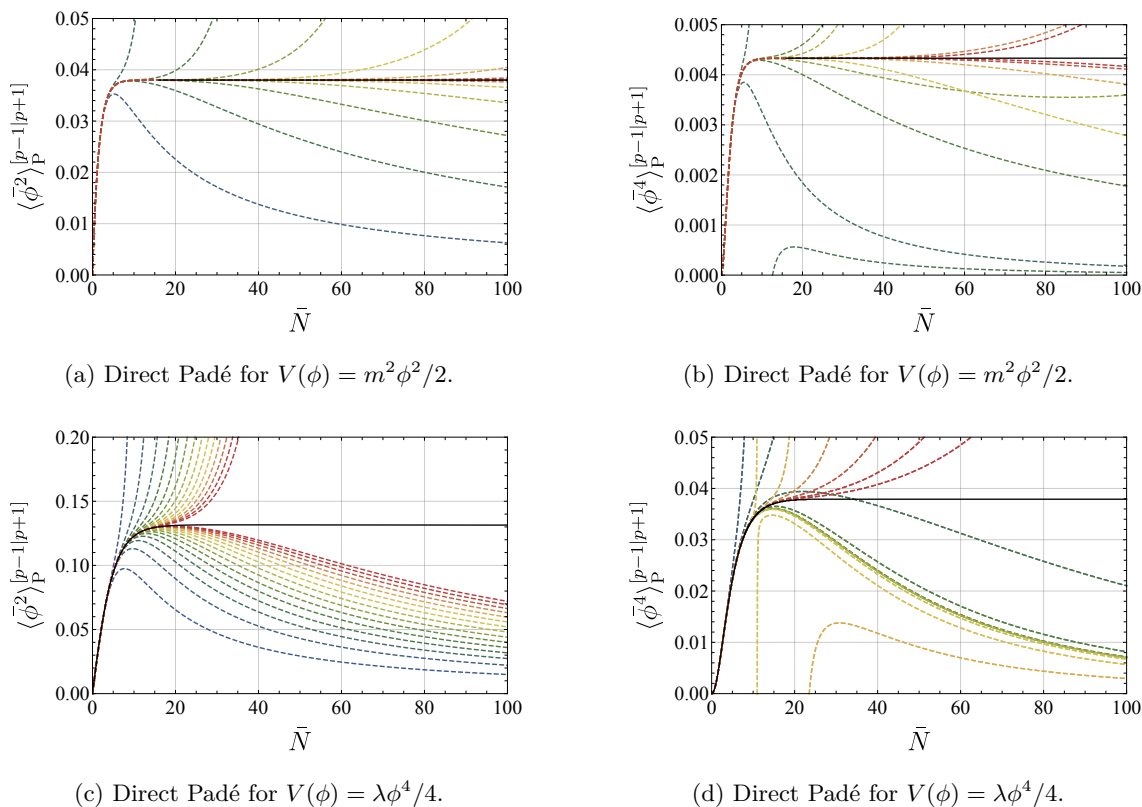 0.05
0.04
0.03
0.02
0.01
0.00
⟨ϕ̄²⟩_P^[p−1|p+1]
0 20 40 60 80 100
N̄
(a) Direct Padé for V(ϕ) = m²ϕ²/2.
0.005
0.004
0.003
0.002
0.001
0.000
⟨ϕ̄⁴⟩_P^[p−1|p+1]
0 20 40 60 80 100
N̄
(b) Direct Padé for V(ϕ) = m²ϕ²/2.
0.20
0.15
0.10
0.05
0.00
⟨ϕ̄²⟩_P^[p−1|p+1]
0 20 40 60 80 100
N̄
(c) Direct Padé for V(ϕ) = λϕ⁴/4.
0.05
0.04
0.03
0.02
0.01
0.00
⟨ϕ̄⁴⟩_P^[p−1|p+1]
0 20 40 60 80 100
N̄
(d) Direct Padé for V(ϕ) = λϕ⁴/4.